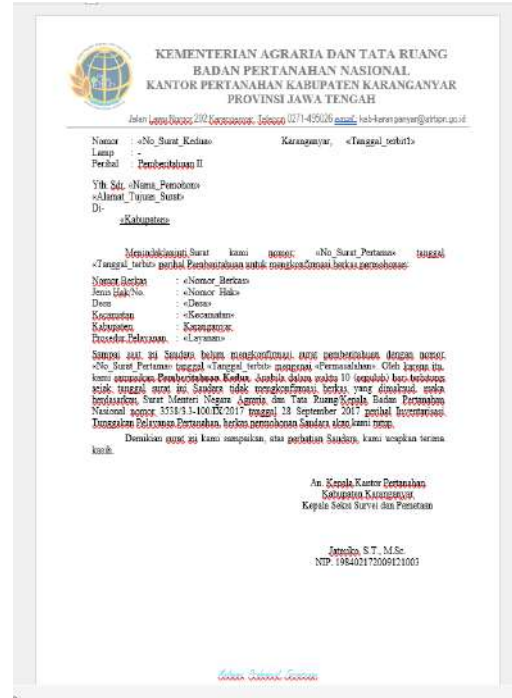 KEMENTERIAN AGRARIA DAN TATA RUANG
BADAN PERTANAHAN NASIONAL
KANTOR PERTANAHAN KABUPATEN KARANGANYAR
PROVINSI JAWA TENGAH
Jalan Lawu Nomor 202 Karanganyar, Telepon 0271-495026 email: kab-karanganyar@atrbpn.go.id
Nomor : «No_Surat_Kedua» Karanganyar, «Tanggal_terbit1»
Lamp : -
Perihal : Pemberitahuan II
Yth. Sdr. «Nama_Pemohon»
«Alamat_Tujuan_Surat»
Di-
«Kabupaten»
Menindaklanjuti Surat kami nomor: «No_Surat_Pertama» tanggal
«Tanggal_terbit» perihal Pemberitahuan untuk mengkonfirmasi berkas permohonan:
Nomor Berkas : «Nomor_Berkas»
Jenis Hak/No. : «Nomor_Hak»
Desa : «Desa»
Kecamatan : «Kecamatan»
Kabupaten : Karanganyar
Prosedur Pelayanan : «Layanan»
Sampai saat ini Saudara belum mengkonfirmasi surat pemberitahuan dengan nomor
«No_Surat_Pertama» tanggal «Tanggal_terbit» mengenai «Permasalahan». Oleh karena itu,
kami sampaikan Pemberitahuan Kedua. Apabila dalam waktu 10 (sepuluh) hari terhitung
sejak tanggal surat ini Saudara tidak mengkonfirmasi berkas yang dimaksud, maka
berdasarkan Surat Menteri Negara Agraria dan Tata Ruang/Kepala Badan Pertanahan
Nasional nomor 3538/3.3-100/IX/2017 tanggal 28 September 2017 perihal Inventarisasi
Tunggakan Pelayanan Pertanahan, berkas permohonan Saudara akan kami tutup.
Demikian surat ini kami sampaikan, atas perhatian Saudara, kami ucapkan terima
kasih.
An. Kepala Kantor Pertanahan
Kabupaten Karanganyar
Kepala Seksi Survei dan Pemetaan
Jatmiko, S.T., M.Sc.
NIP. 198402172009121003